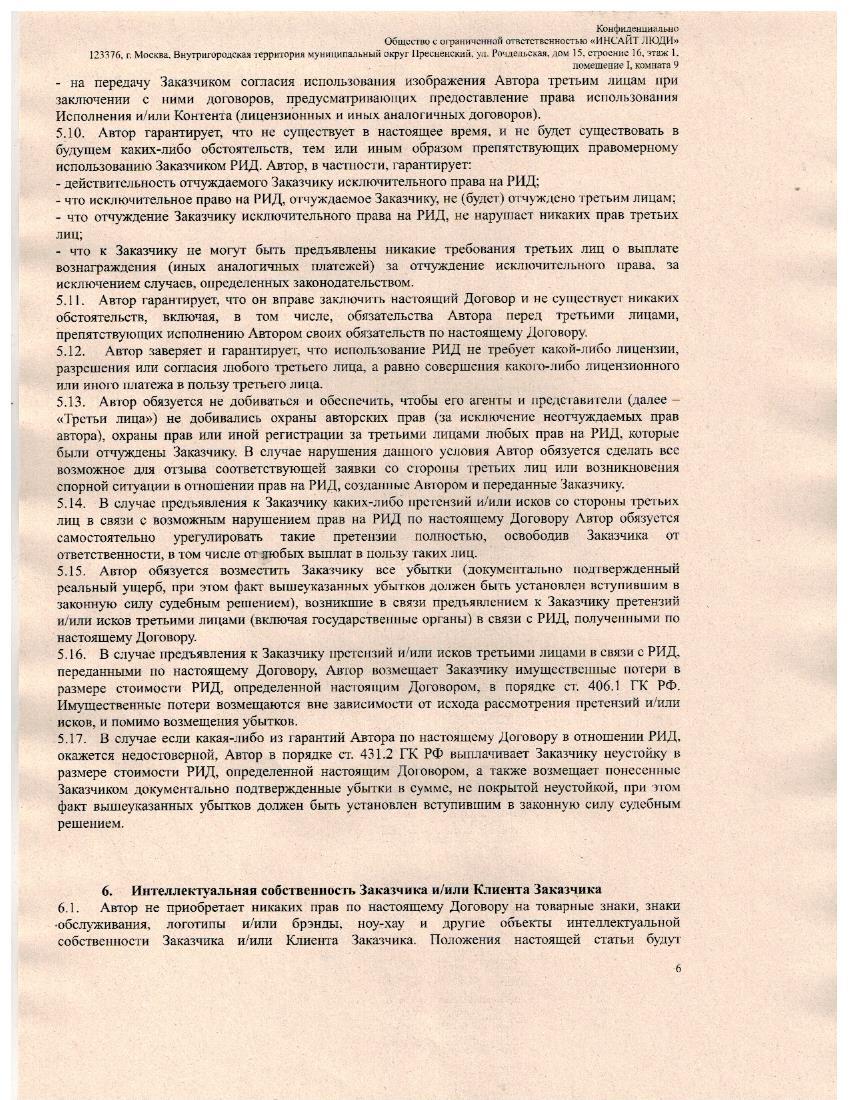 Конфиденциально
Общество с ограниченной ответственностью «ИНСАЙТ ЛЮДИ»
123376, г. Москва, Внутригородская территория муниципальный округ Пресненский, ул. Рочдельская, дом 15, строение 16, этаж 1,
помещение I, комната 9
- на передачу Заказчиком согласия использования изображения Автора третьим лицам при
заключении с ними договоров, предусматривающих предоставление права использования
Исполнения и/или Контента (лицензионных и иных аналогичных договоров).
5.10. Автор гарантирует, что не существует в настоящее время, и не будет существовать в
будущем каких-либо обстоятельств, тем или иным образом препятствующих правомерному
использованию Заказчиком РИД. Автор, в частности, гарантирует:
- действительность отчуждаемого Заказчику исключительного права на РИД;
- что исключительное право на РИД, отчуждаемое Заказчику, не (будет) отчуждено третьим лицам;
- что отчуждение Заказчику исключительного права на РИД, не нарушает никаких прав третьих
лиц;
- что к Заказчику не могут быть предъявлены никакие требования третьих лиц о выплате
вознаграждения (иных аналогичных платежей) за отчуждение исключительного права, за
исключением случаев, определенных законодательством.
5.11. Автор гарантирует, что он вправе заключить настоящий Договор и не существует никаких
обстоятельств, включая, в том числе, обязательства Автора перед третьими лицами,
препятствующих исполнению Автором своих обязательств по настоящему Договору.
5.12. Автор заверяет и гарантирует, что использование РИД не требует какой-либо лицензии,
разрешения или согласия любого третьего лица, а равно совершения какого-либо лицензионного
или иного платежа в пользу третьего лица.
5.13. Автор обязуется не добиваться и обеспечить, чтобы его агенты и представители (далее –
«Третьи лица») не добивались охраны авторских прав (за исключение неотчуждаемых прав
автора), охраны прав или иной регистрации за третьими лицами любых прав на РИД, которые
были отчуждены Заказчику. В случае нарушения данного условия Автор обязуется сделать все
возможное для отзыва соответствующей заявки со стороны третьих лиц или возникновения
спорной ситуации в отношении прав на РИД, созданные Автором и переданные Заказчику.
5.14. В случае предъявления к Заказчику каких-либо претензий и/или исков со стороны третьих
лиц в связи с возможным нарушением прав на РИД по настоящему Договору Автор обязуется
самостоятельно урегулировать такие претензии полностью, освободив Заказчика от
ответственности, в том числе от любых выплат в пользу таких лиц.
5.15. Автор обязуется возместить Заказчику все убытки (документально подтвержденный
реальный ущерб, при этом факт вышеуказанных убытков должен быть установлен вступившим в
законную силу судебным решением), возникшие в связи предъявлением к Заказчику претензий
и/или исков третьими лицами (включая государственные органы) в связи с РИД, полученными по
настоящему Договору.
5.16. В случае предъявления к Заказчику претензий и/или исков третьими лицами в связи с РИД,
переданными по настоящему Договору, Автор возмещает Заказчику имущественные потери в
размере стоимости РИД, определенной настоящим Договором, в порядке ст. 406.1 ГК РФ.
Имущественные потери возмещаются вне зависимости от исхода рассмотрения претензий и/или
исков, и помимо возмещения убытков.
5.17. В случае если какая-либо из гарантий Автора по настоящему Договору в отношении РИД,
окажется недостоверной, Автор в порядке ст. 431.2 ГК РФ выплачивает Заказчику неустойку в
размере стоимости РИД, определенной настоящим Договором, а также возмещает понесенные
Заказчиком документально подтвержденные убытки в сумме, не покрытой неустойкой, при этом
факт вышеуказанных убытков должен быть установлен вступившим в законную силу судебным
решением.
6. Интеллектуальная собственность Заказчика и/или Клиента Заказчика
6.1. Автор не приобретает никаких прав по настоящему Договору на товарные знаки, знаки
обслуживания, логотипы и/или брэнды, ноу-хау и другие объекты интеллектуальной
собственности Заказчика и/или Клиента Заказчика. Положения настоящей статьи будут
6